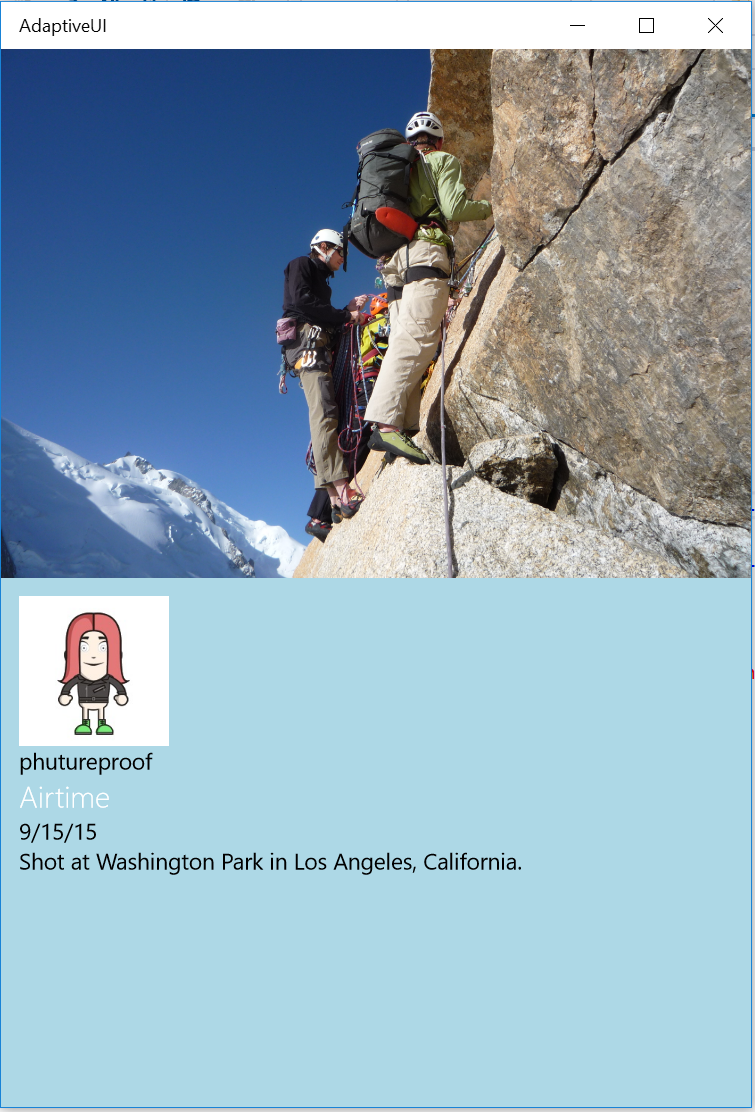 AdaptiveUI
phutureproof
Airtime
9/15/15
Shot at Washington Park in Los Angeles, California.